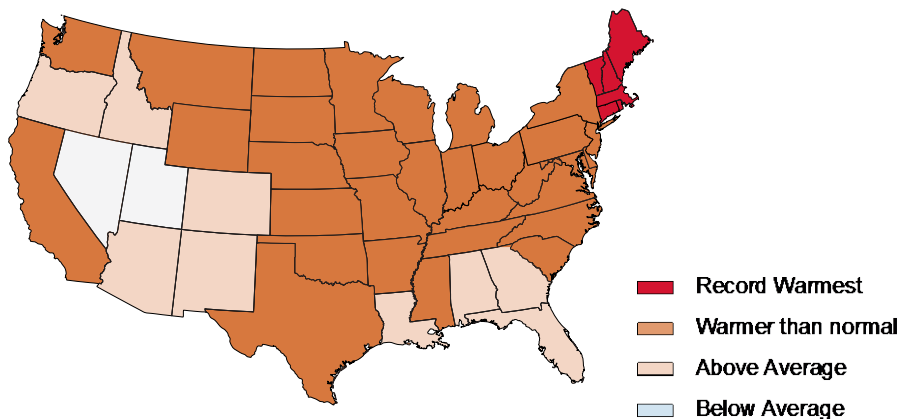 Record Warmest
Warmer than normal
Above Average
Below Average